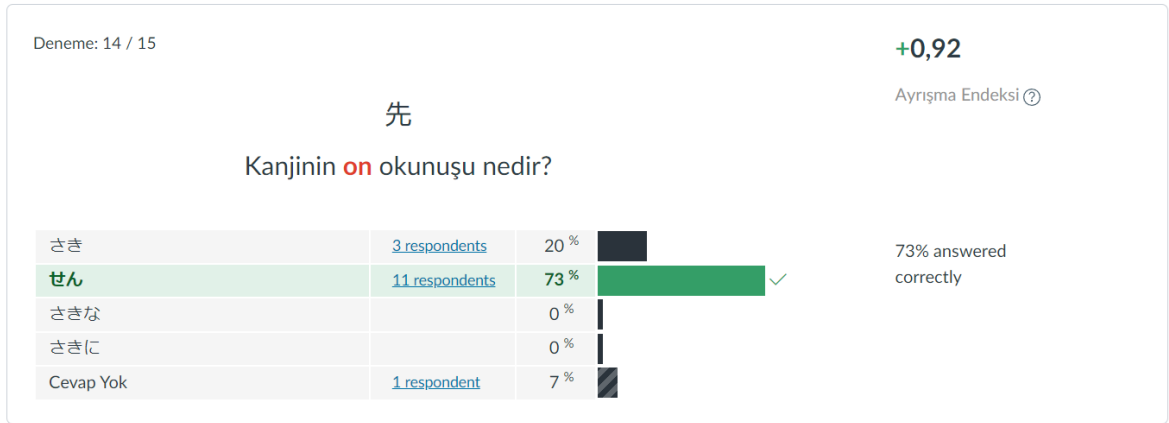 Deneme: 14 / 15
+0,92
Ayrışma Endeksi ?
先
Kanjinin on okunuşu nedir?
さき 3 respondents 20 %
せん 11 respondents 73 %
さきな 0 %
さきに 0 %
Cevap Yok 1 respondent 7 %
73% answered
correctly